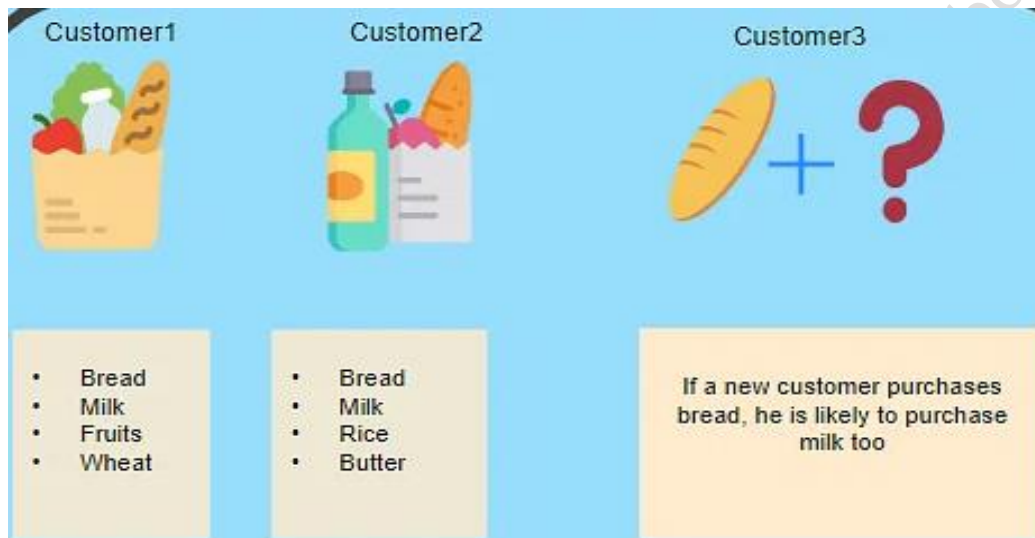 Customer1
Customer2
Customer3
• Bread
• Milk
• Fruits
• Wheat
• Bread
• Milk
• Rice
• Butter
If a new customer purchases
bread, he is likely to purchase
milk too